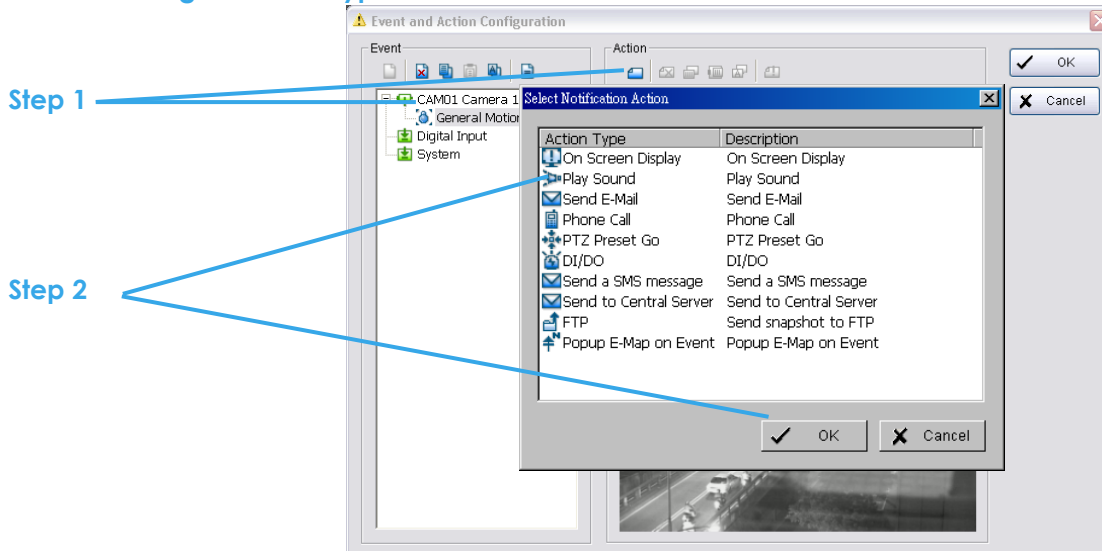 Event and Action Configuration
Event
Action
OK
Cancel
Step 1
CAM01 Camera 1
General Motion
Digital Input
System
Select Notification Action
Action Type Description
On Screen Display On Screen Display
Play Sound Play Sound
Send E-Mail Send E-Mail
Phone Call Phone Call
PTZ Preset Go PTZ Preset Go
DI/DO DI/DO
Send a SMS message Send a SMS message
Send to Central Server Send to Central Server
FTP Send snapshot to FTP
Popup E-Map on Event Popup E-Map on Event
Step 2
OK
Cancel